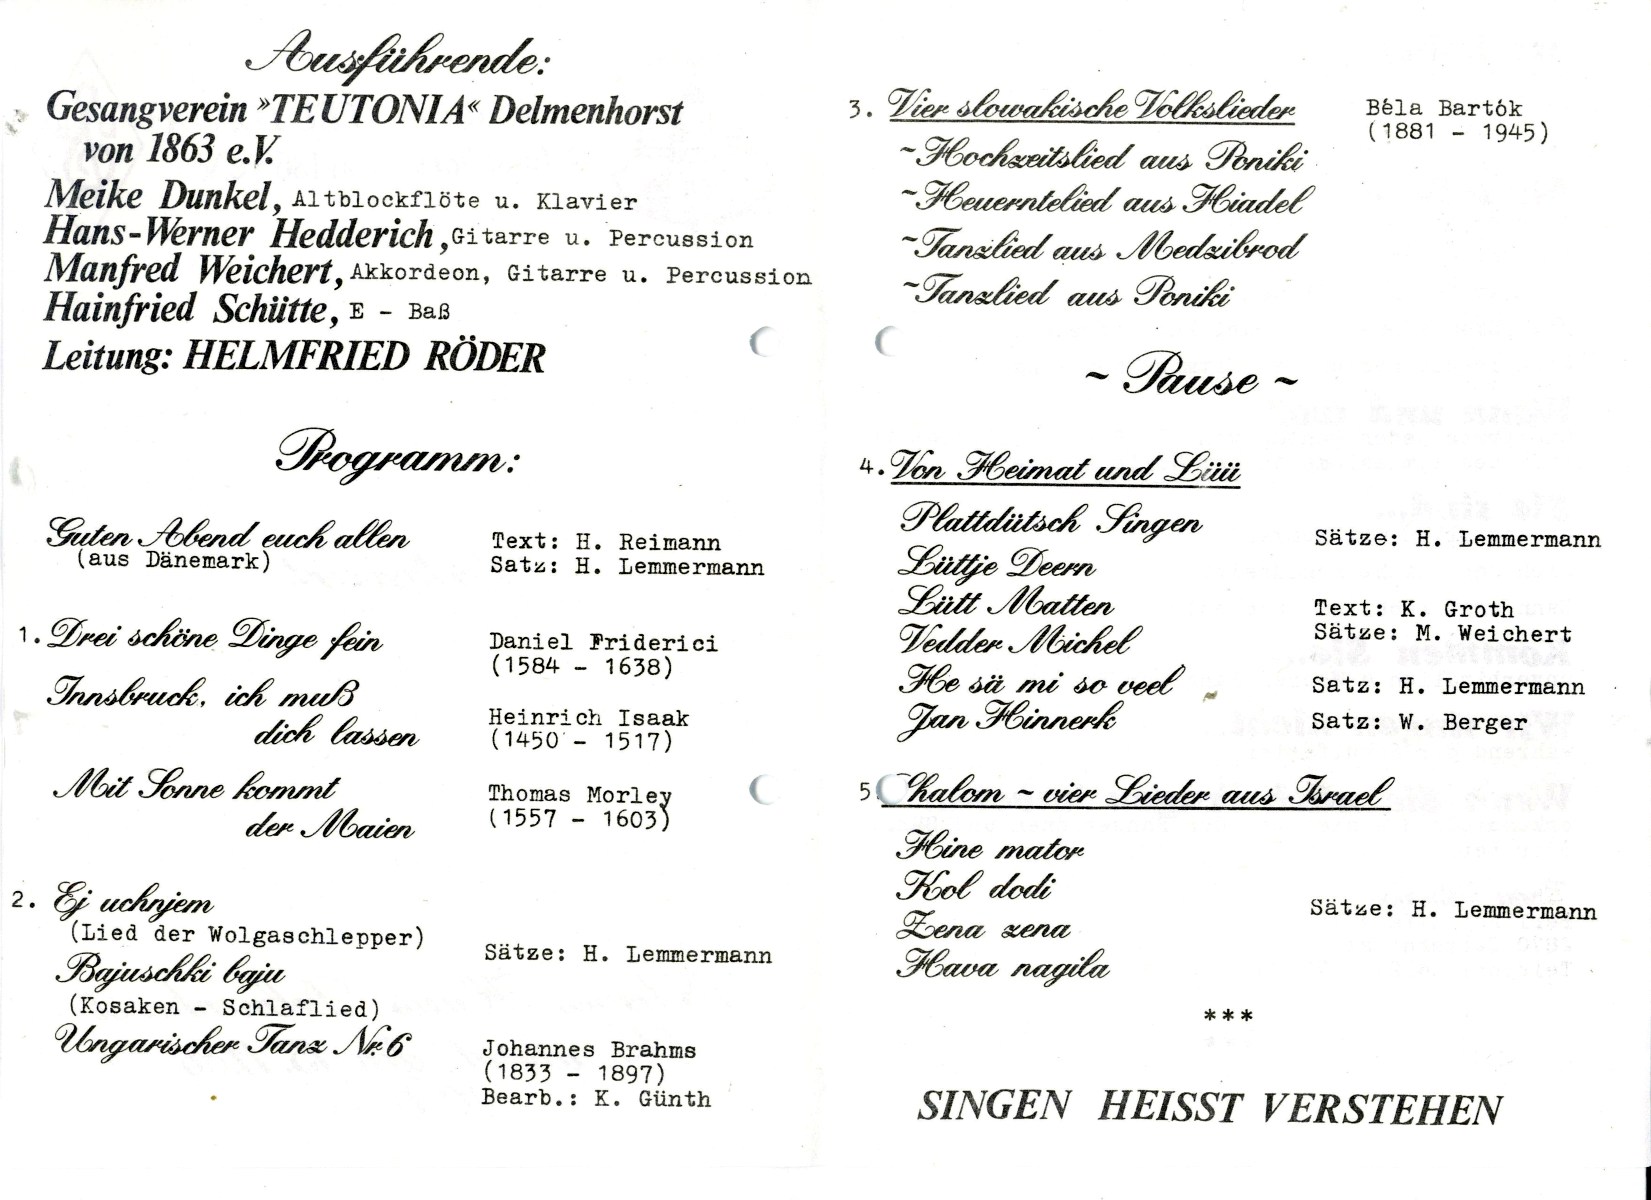 Ausführende:
Gesangverein »TEUTONIA« Delmenhorst
von 1863 e.V.
Meike Dunkel, Altblockflöte u. Klavier
Hans-Werner Hedderich, Gitarre u. Percussion
Manfred Weichert, Akkordeon, Gitarre u. Percussion
Hainfried Schütte, E - Baß
Leitung: HELMFRIED RÖDER
Programm:
Guten Abend euch allen
(aus Dänemark)
Text: H. Reimann
Satz: H. Lemmermann
1. Drei schöne Dinge fein
Daniel Friderici
(1584 - 1638)
Innsbruck, ich muß
dich lassen
Heinrich Isaak
(1450 - 1517)
Mit Sonne kommt
der Maien
Thomas Morley
(1557 - 1603)
2. Ej uchnjem
(Lied der Wolgaschlepper)
Bajuschki baju
(Kosaken - Schlaflied)
Sätze: H. Lemmermann
Ungarischer Tanz Nr. 6
Johannes Brahms
(1833 - 1897)
Bearb.: K. Günth
3. Vier slowakische Volkslieder
Béla Bartók
(1881 - 1945)
~Hochzeitslied aus Poniki
~Heuerntelied aus Hiadel
~Tanzlied aus Medzibrod
~Tanzlied aus Poniki
~ Pause ~
4. Von Heimat und Lüü
Plattdütsch Singen
Sätze: H. Lemmermann
Lüttje Deern
Lütt Matten
Text: K. Groth
Vedder Michel
Sätze: M. Weichert
He sä mi so veel
Satz: H. Lemmermann
Jan Hinnerk
Satz: W. Berger
5. halom ~ vier Lieder aus Israel
Hine mator
Kol dodi
Zena zena
Hava nagila
Sätze: H. Lemmermann
***
SINGEN HEISST VERSTEHEN